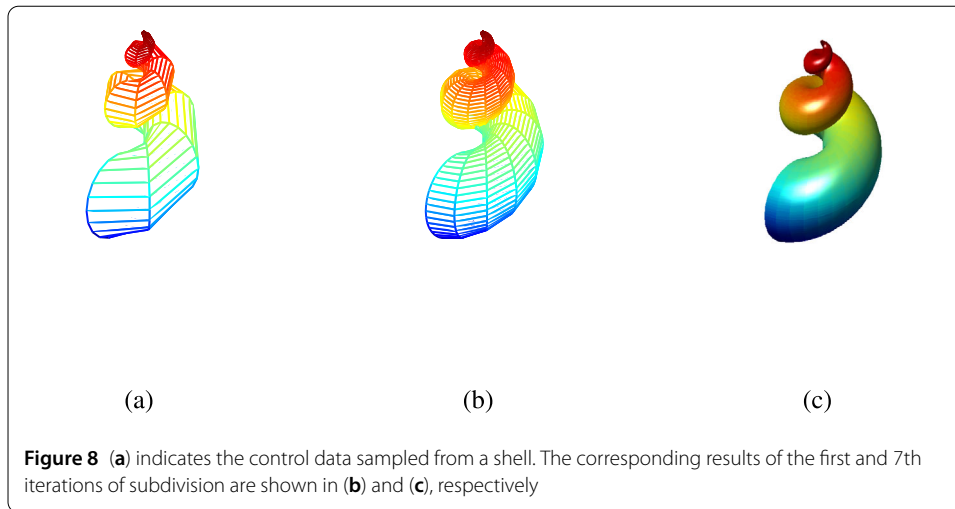 (a) (b) (c)
Figure 8 (a) indicates the control data sampled from a shell. The corresponding results of the first and 7th
iterations of subdivision are shown in (b) and (c), respectively